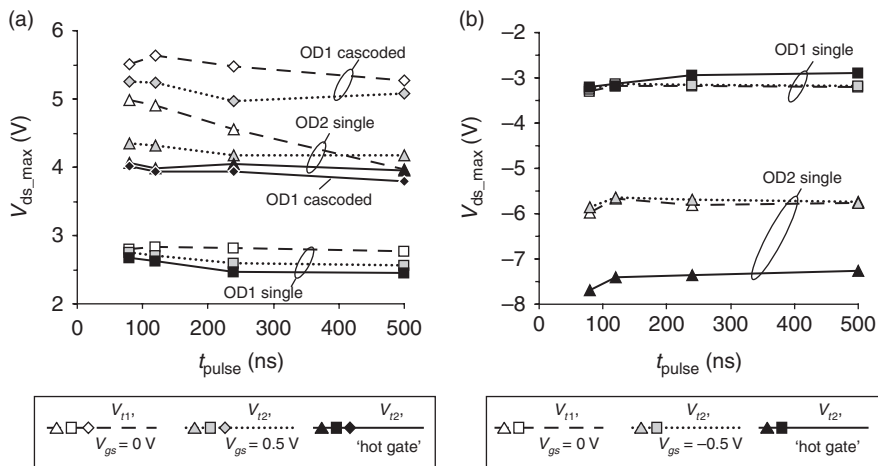 (a)
6
5
4
3
2
V_ds_max (V)
OD1 cascoded
OD2 single
OD1 cascoded
OD1 single
0 100 200 300 400 500
t_pulse (ns)
V_t1, V_t2, V_t2,
V_gs = 0 V V_gs = 0.5 V 'hot gate'
(b)
−2
−3
−4
−5
−6
−7
−8
V_ds_max (V)
OD1 single
OD2 single
0 100 200 300 400 500
t_pulse (ns)
V_t1, V_t2, V_t2,
V_gs = 0 V V_gs = −0.5 V 'hot gate'